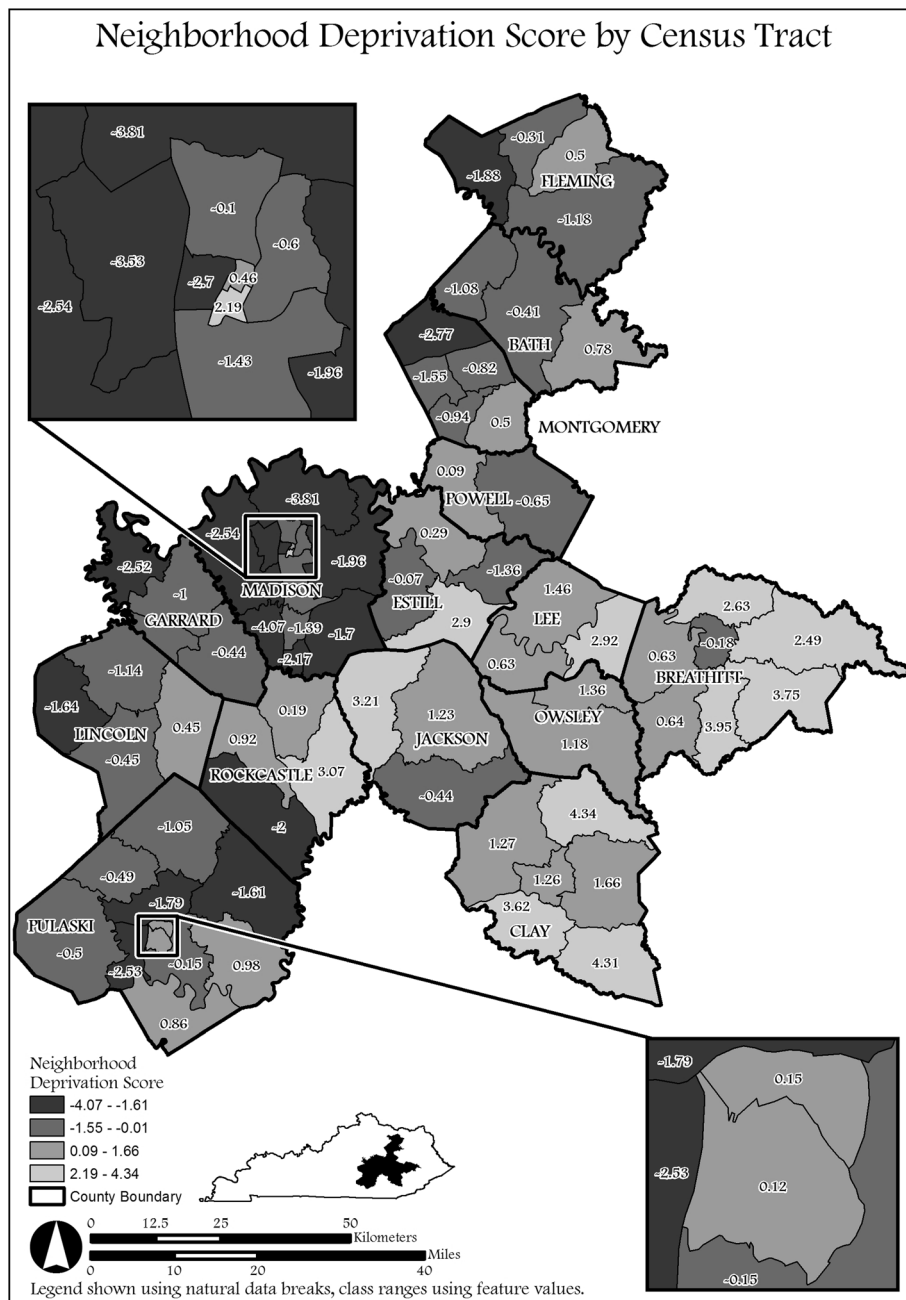 Neighborhood Deprivation Score by Census Tract
-3.81
-0.1
-0.6
-3.53
-2.7
0.46
-2.54
2.19
-1.43
-1.96
-0.31
0.5
-1.88
FLEMING
-1.18
-1.08
-0.41
-2.77
BATH
0.78
-0.82
-1.55
-0.94
0.5
MONTGOMERY
0.09
POWELL
-0.65
-3.81
-2.54
0.29
-1.96
-2.52
-1.36
-0.07
MADISON
-1
ESTILL
1.46
GARRARD
LEE
2.63
-4.07
-1.39
-1.7
2.9
-0.18
2.49
-0.44
2.92
0.63
-2.17
0.63
BREATHITT
-1.14
1.36
3.75
-1.64
0.19
3.21
OWSLEY
0.45
1.23
0.64
3.95
LINCOLN
0.92
JACKSON
1.18
-0.45
ROCKCASTLE
3.07
-0.44
-2
4.34
-1.05
1.27
-0.49
1.26
1.66
-1.61
-1.79
3.62
PULASKI
CLAY
-0.5
-0.15
0.98
4.31
-2.53
0.86
-1.79
0.15
-2.53
0.12
-0.15
Neighborhood
Deprivation Score
-4.07 - -1.61
-1.55 - -0.01
0.09 - 1.66
2.19 - 4.34
County Boundary
0 12.5 25 50
Kilometers
Miles
0 10 20 40
Legend shown using natural data breaks, class ranges using feature values.